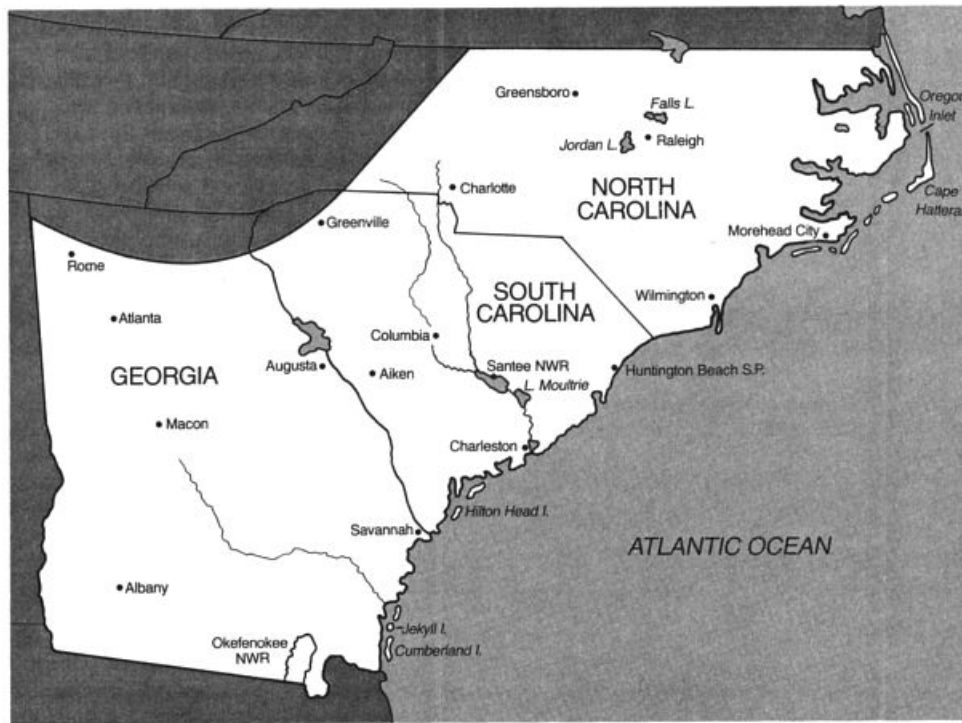 Greensboro
Falls L.
Oregon
Inlet
Raleigh
Jordan L.
Charlotte
NORTH
CAROLINA
Cape
Hatteras
Greenville
Morehead City
Rome
SOUTH
CAROLINA
Wilmington
Atlanta
Columbia
Augusta
Aiken
Santee NWR
Huntington Beach S.P.
GEORGIA
L. Moultrie
Macon
Charleston
Hilton Head I.
Savannah
ATLANTIC OCEAN
Albany
Jekyll I.
Okefenokee
NWR
Cumberland I.